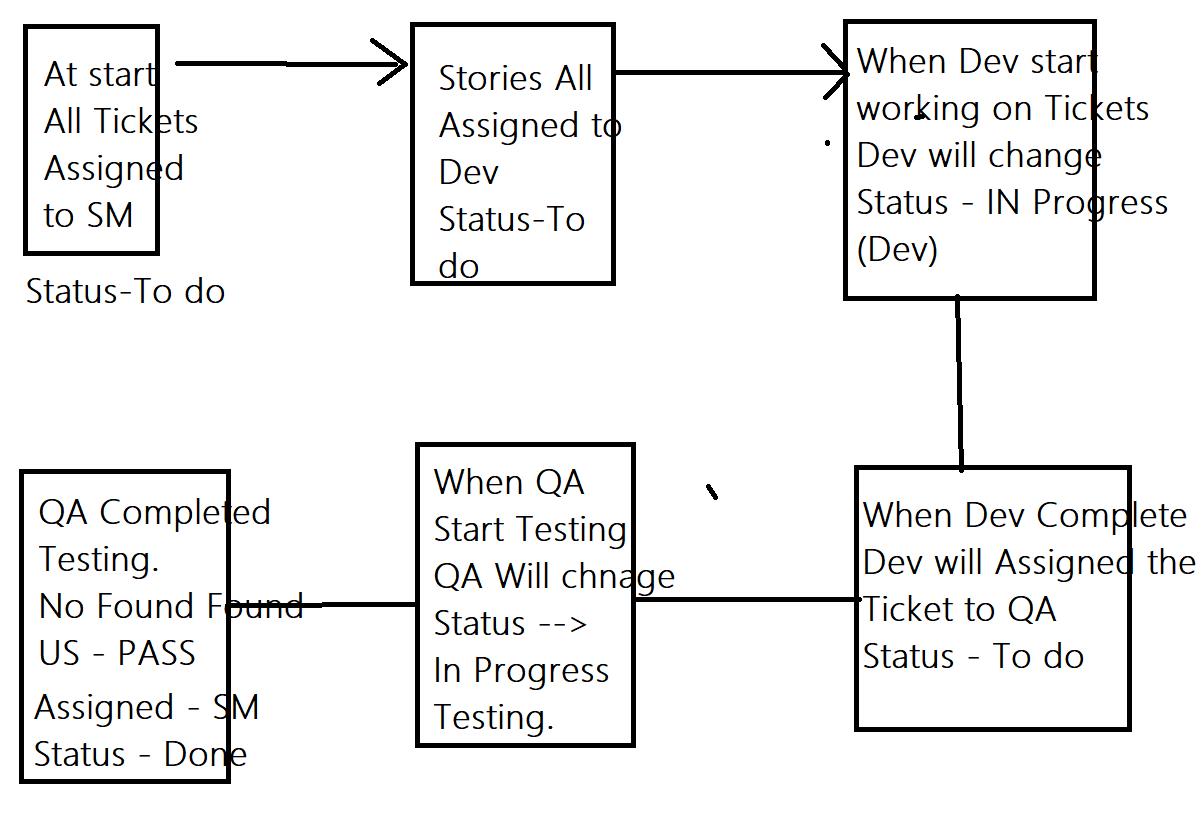 At start
All Tickets
Assigned
to SM
Status-To do
Stories All
Assigned to
Dev
Status-To
do
When Dev start
working on Tickets
Dev will change
Status - IN Progress
(Dev)
When Dev Complete
Dev will Assigned the
Ticket to QA
Status - To do
When QA
Start Testing
QA Will chnage
Status -->
In Progress
Testing.
QA Completed
Testing.
No Found Found
US - PASS
Assigned - SM
Status - Done